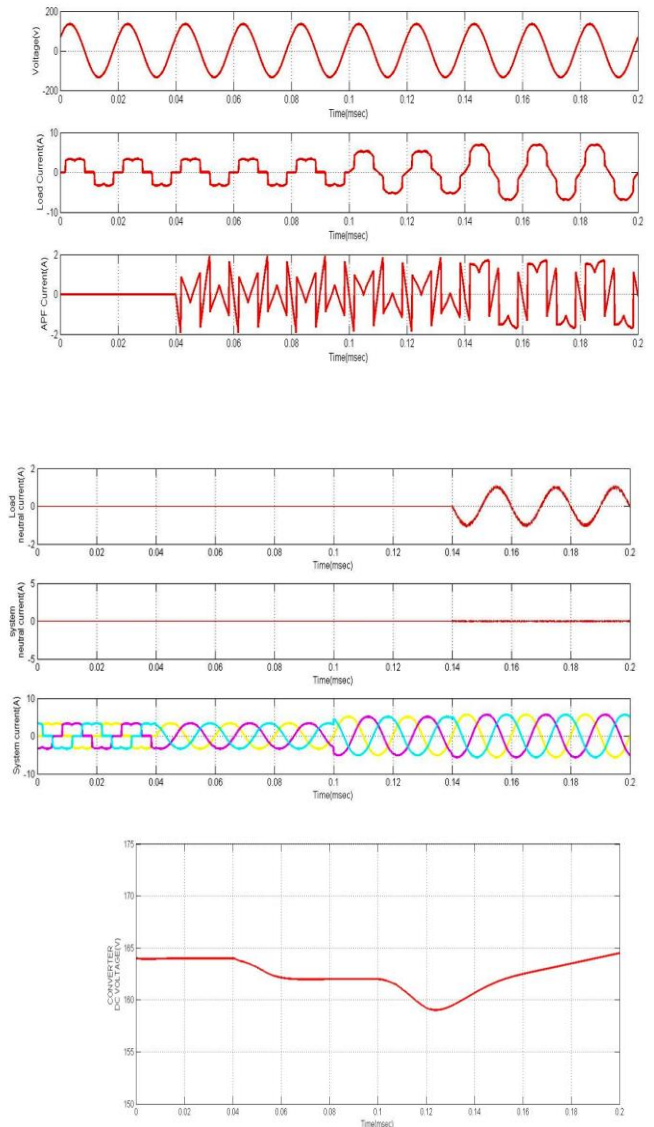 200
0
-200
Voltage(v)
0 0.02 0.04 0.06 0.08 0.1 0.12 0.14 0.16 0.18 0.2
Time(msec)
10
0
-10
Load Current(A)
0 0.02 0.04 0.06 0.08 0.1 0.12 0.14 0.16 0.18 0.2
Time(msec)
2
0
-2
APF Current(A)
0 0.02 0.04 0.06 0.08 0.1 0.12 0.14 0.16 0.18 0.2
Time(msec)
2
0
-2
Load
neutral current(A)
0 0.02 0.04 0.06 0.08 0.1 0.12 0.14 0.16 0.18 0.2
Time(msec)
5
0
-5
system
neutral current(A)
0 0.02 0.04 0.06 0.08 0.1 0.12 0.14 0.16 0.18 0.2
Time(msec)
10
0
-10
System current(A)
0 0.02 0.04 0.06 0.08 0.1 0.12 0.14 0.16 0.18 0.2
Time(msec)
175
170
165
160
155
150
CONVERTER
DC VOLTAGE(V)
0 0.02 0.04 0.06 0.08 0.1 0.12 0.14 0.16 0.18 0.2
Time(msec)